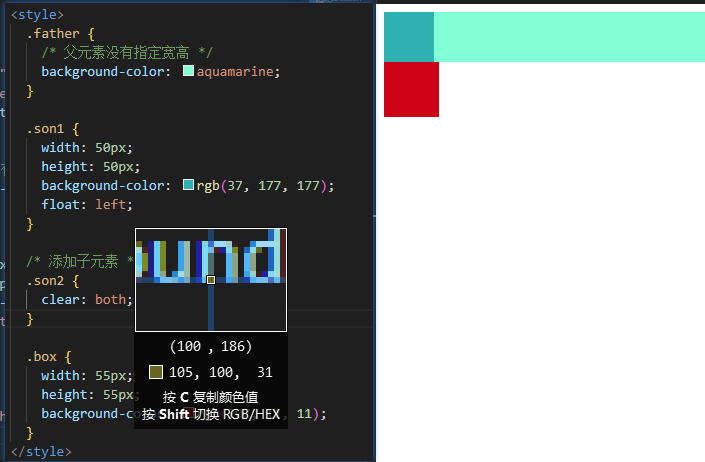 <style>
.father {
/* 父元素没有指定宽高 */
background-color: aquamarine;
}
.son1 {
width: 50px;
height: 50px;
background-color: rgb(37, 177, 177);
float: left;
}
/* 添加子元素 *
.son2 {
clear: both;
}
(100 , 186)
105, 100, 31
.box {
width: 55px;
height: 55px;
按 C 复制颜色值
按 Shift 切换 RGB/HEX
background-c , 11);
}
</style>